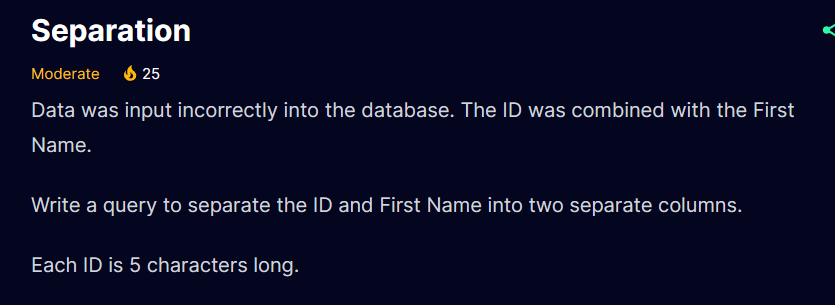 Separation
Moderate 25
Data was input incorrectly into the database. The ID was combined with the First
Name.
Write a query to separate the ID and First Name into two separate columns.
Each ID is 5 characters long.